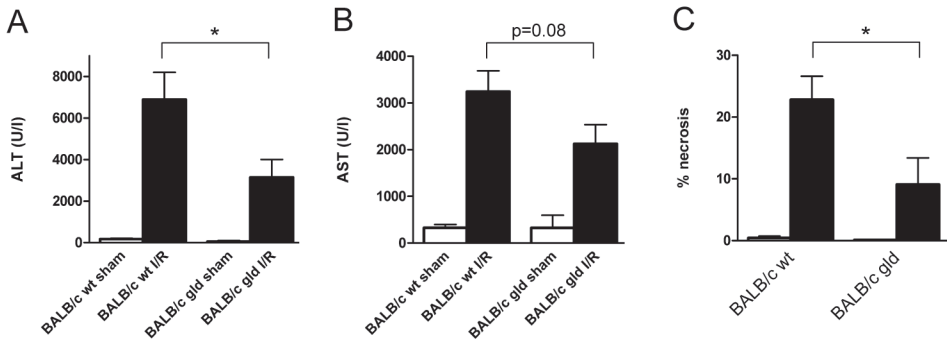 A
*
ALT (U/l)
8000
6000
4000
2000
0
BALB/c wt sham
BALB/c wt I/R
BALB/c gld sham
BALB/c gld I/R
B
p=0.08
AST (U/l)
4000
3000
2000
1000
0
BALB/c wt sham
BALB/c wt I/R
BALB/c gld sham
BALB/c gld I/R
C
*
% necrosis
30
20
10
0
BALB/c wt
BALB/c gld